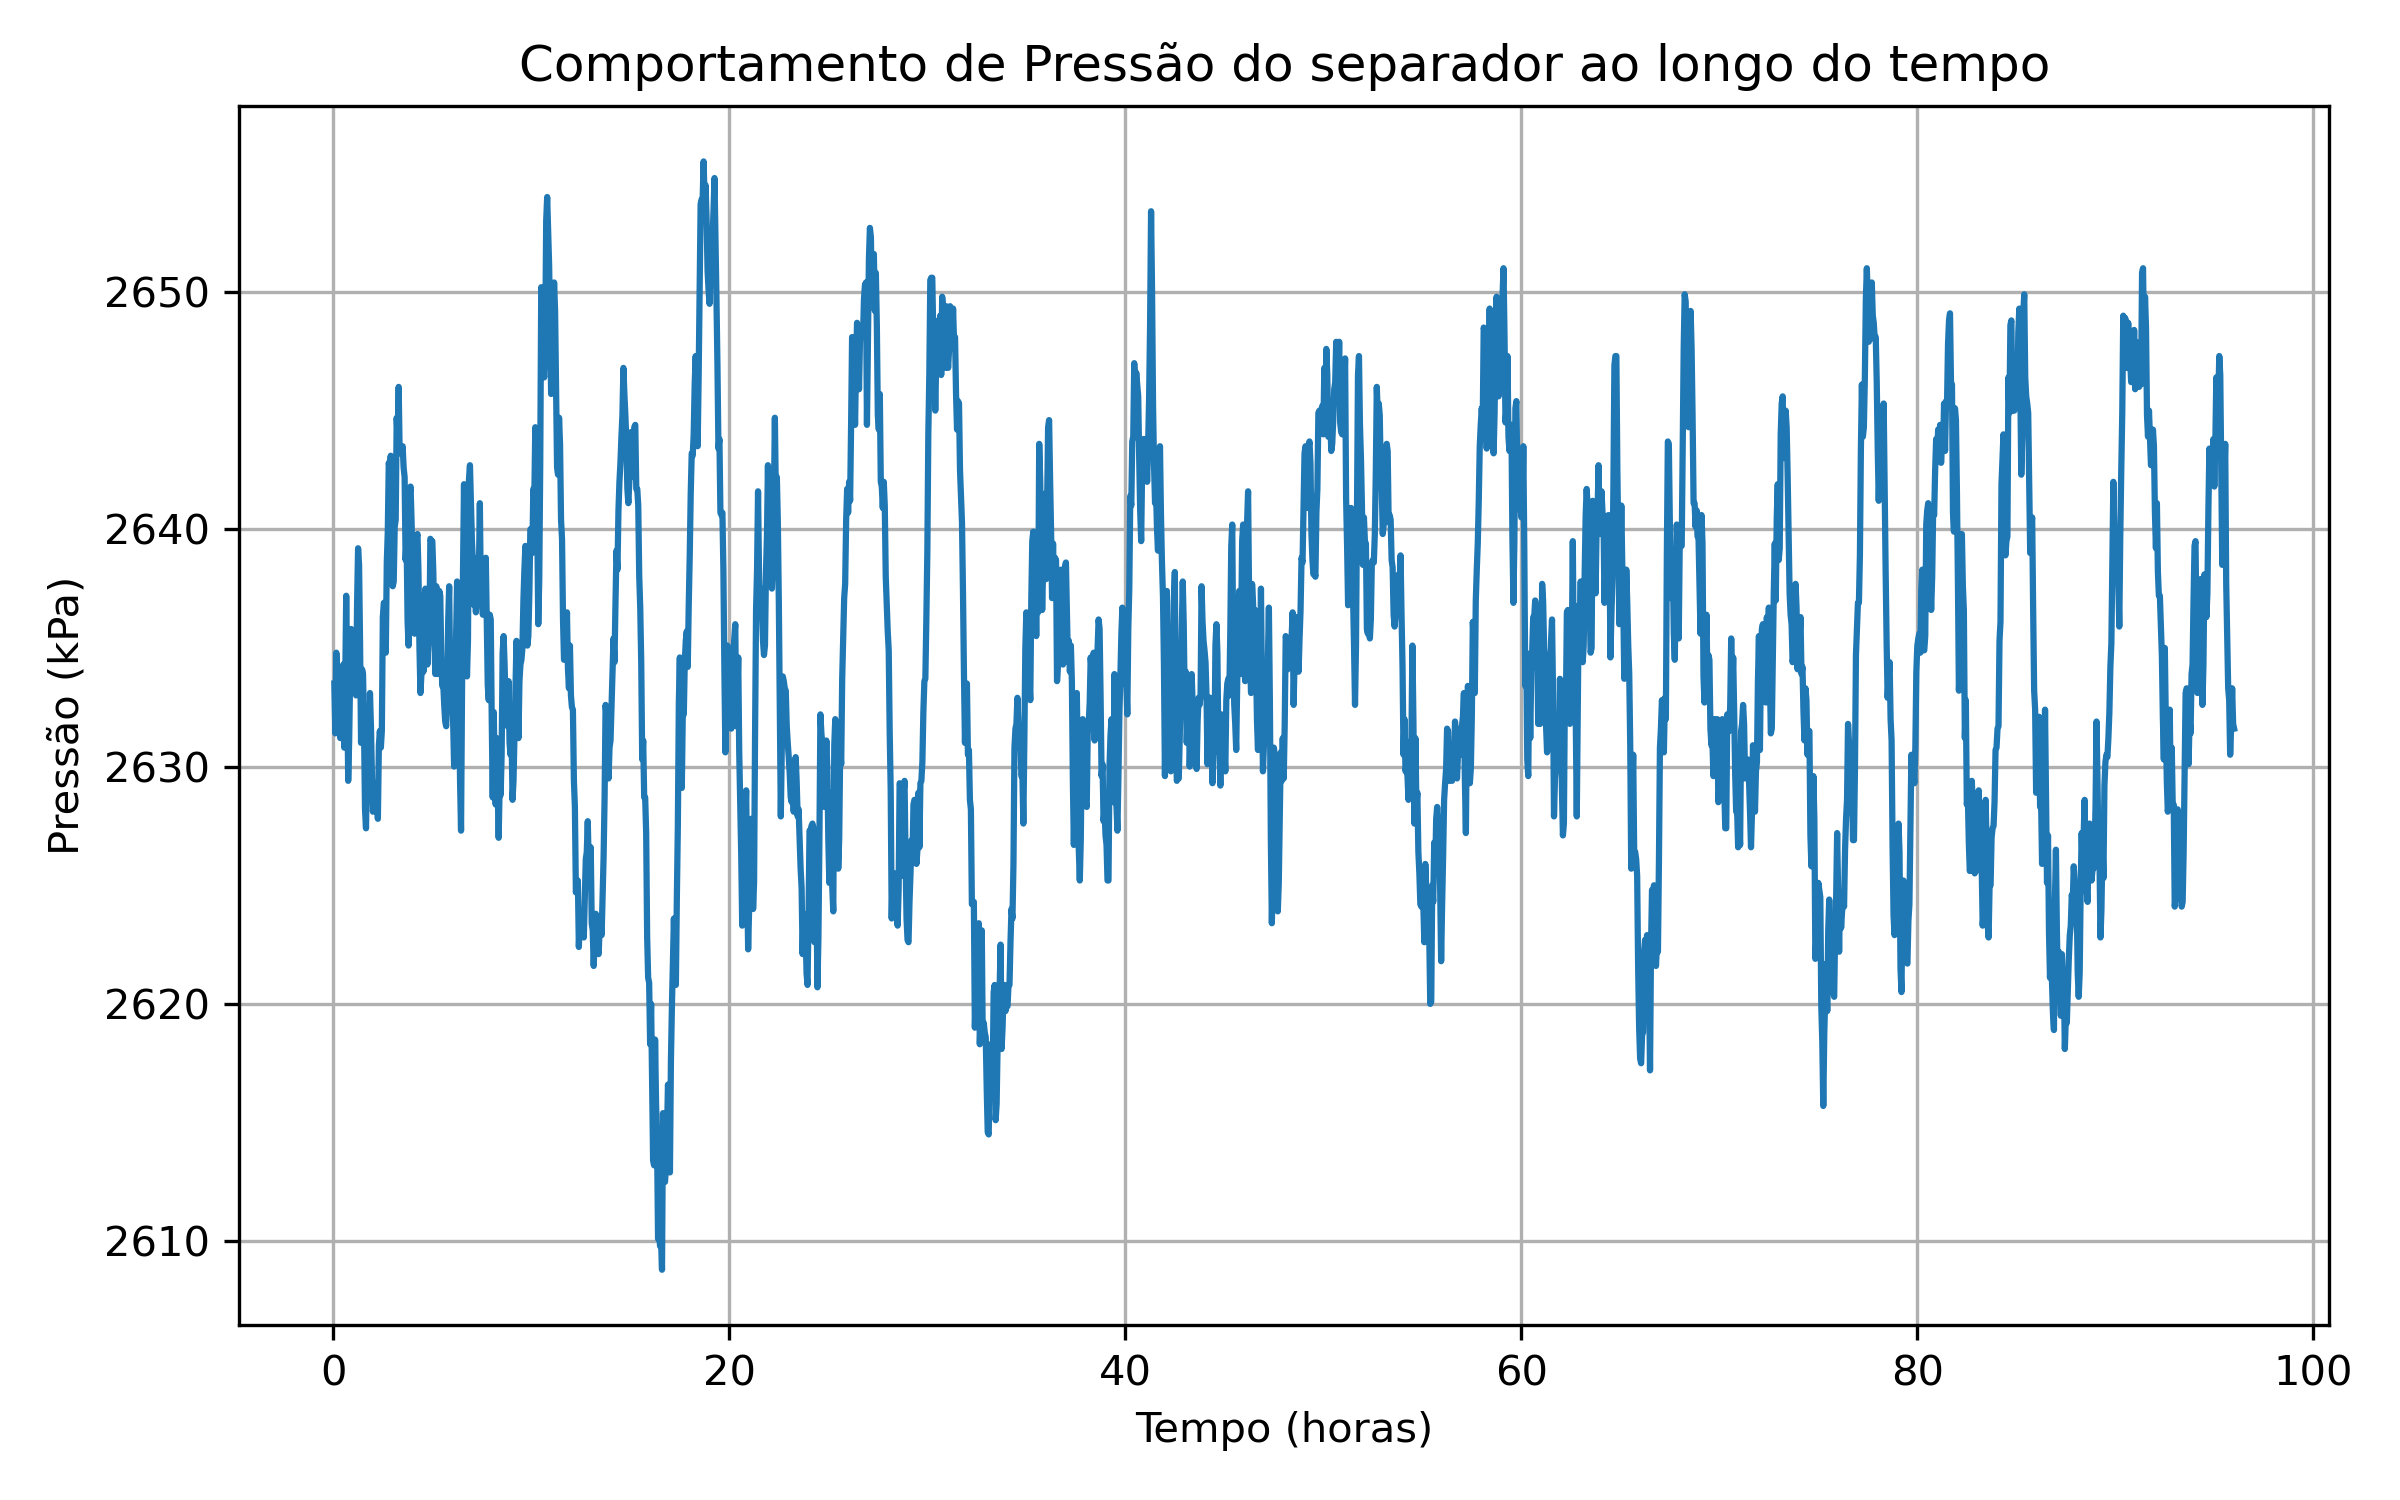 Comportamento de Pressão do separador ao longo do tempo
Pressão (kPa)
2650
2640
2630
2620
2610
0 20 40 60 80 100
Tempo (horas)